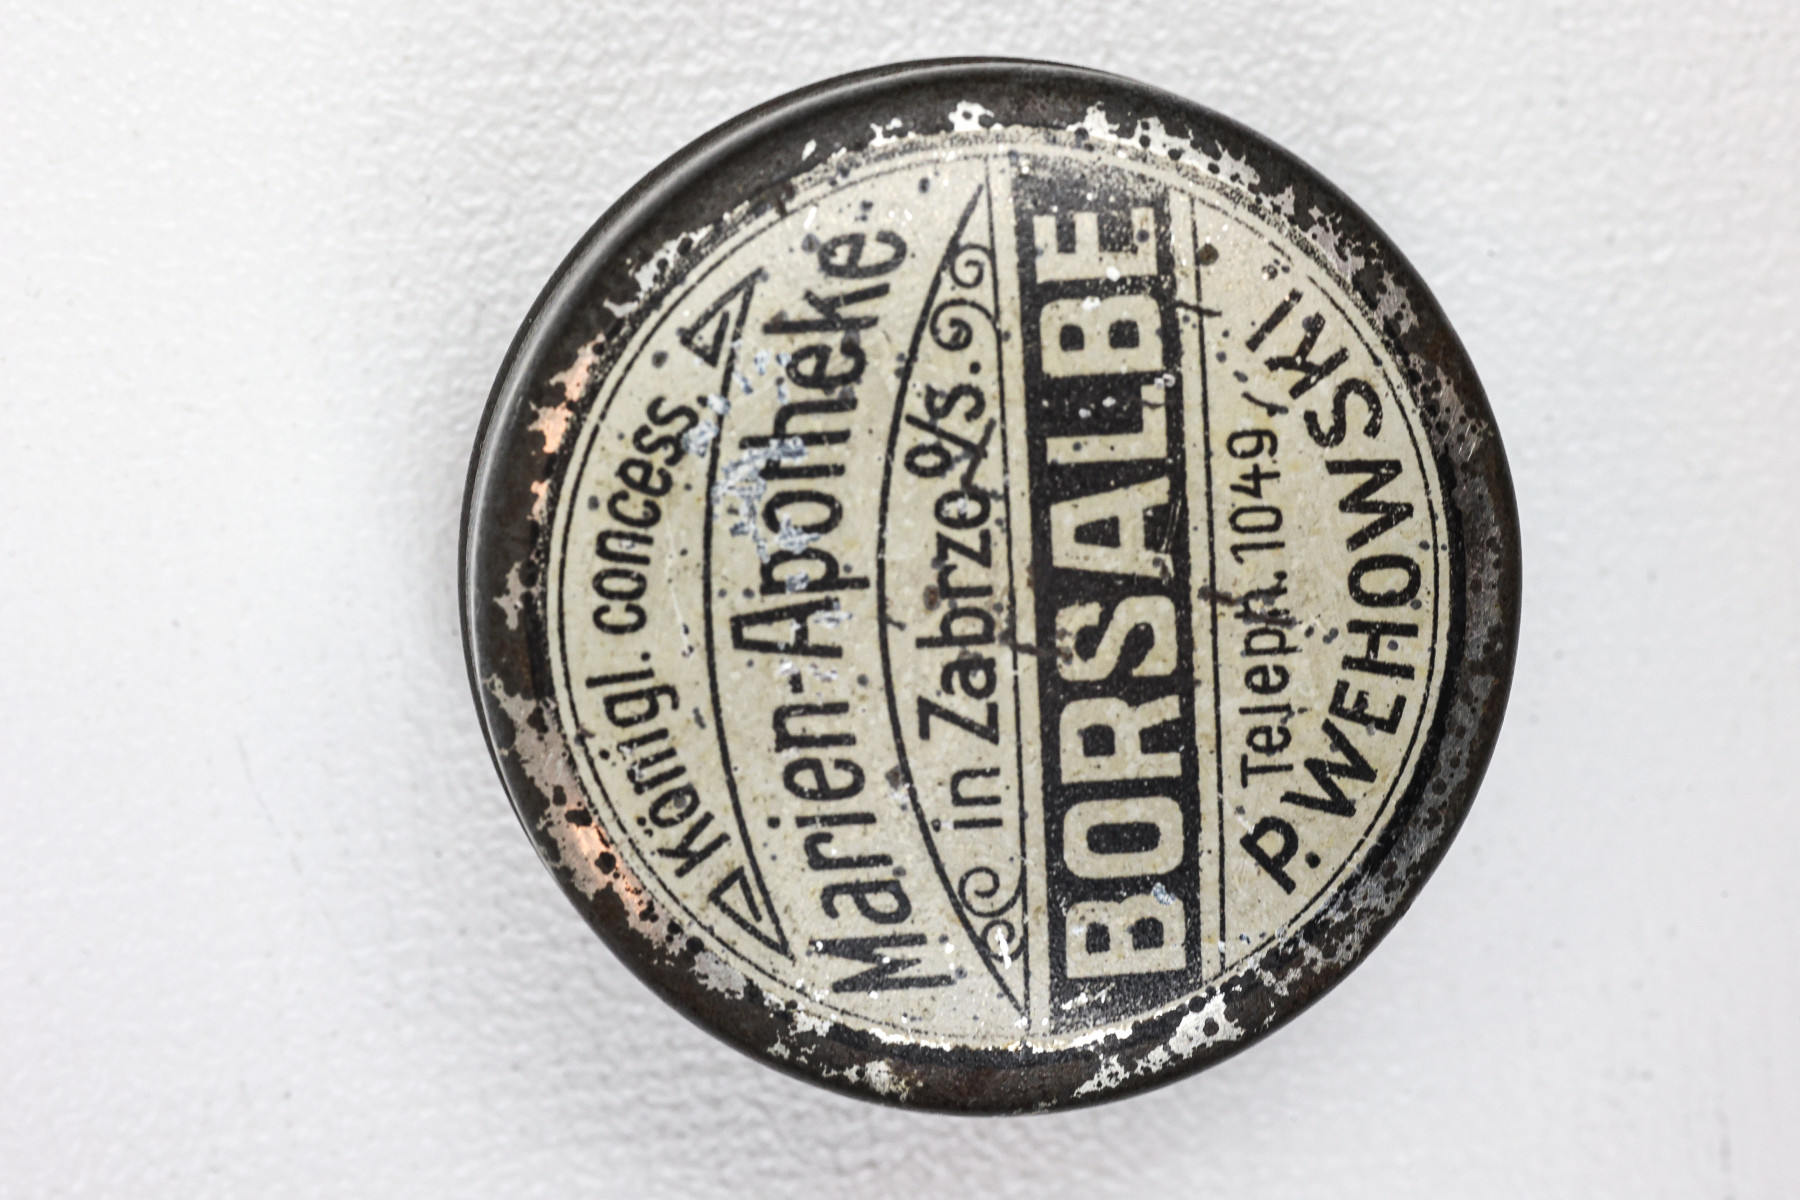 Königl. concess.
Marien-Apotheke
in Zabrze O/S.
BORSALBE
Teleph. 1049
P. WEHOWSKI